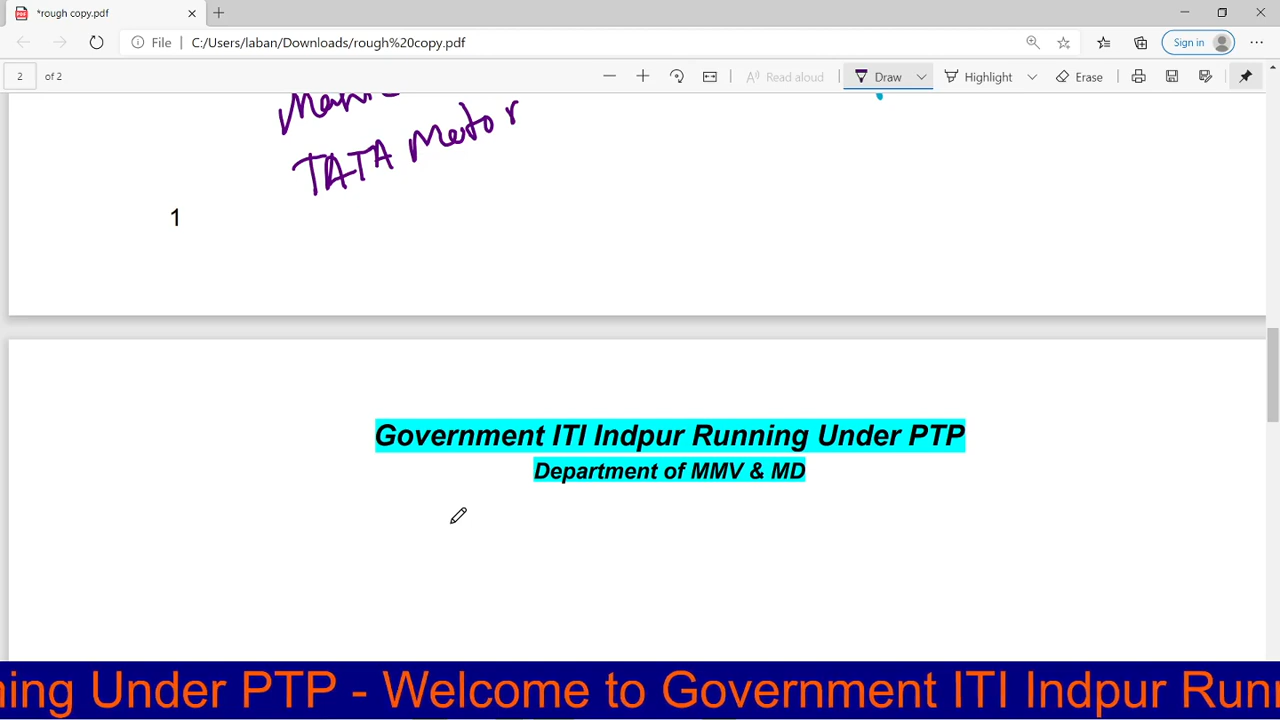 *rough copy.pdf
File
C:/Users/laban/Downloads/rough%20copy.pdf
Sign in
2 of 2
Read aloud
Draw
Highlight
Erase
TATA Motor
1
Government ITI Indpur Running Under PTP
Department of MMV & MD
ning Under PTP - Welcome to Government ITI Indpur Runn